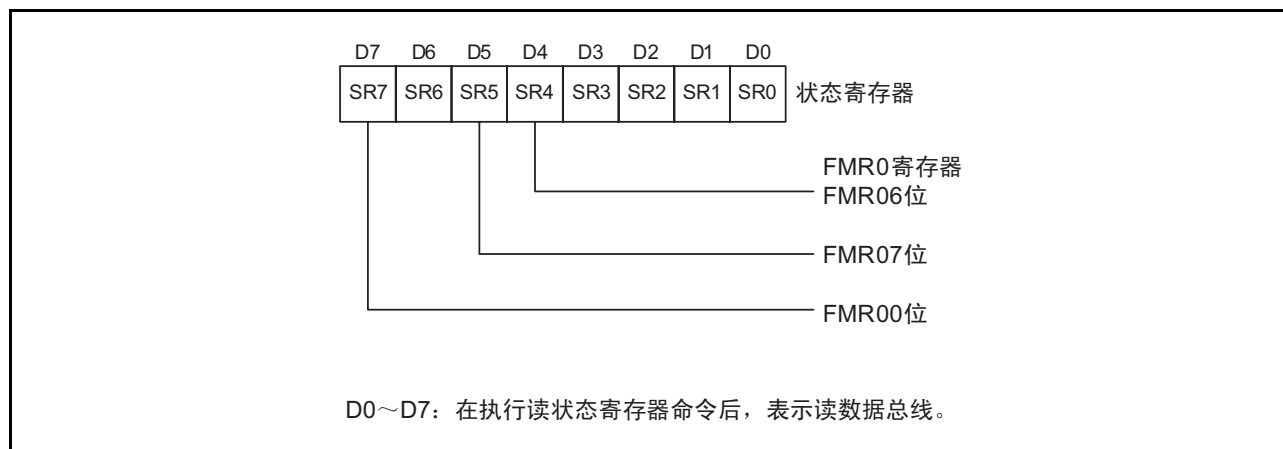 D7 D6 D5 D4 D3 D2 D1 D0
SR7 SR6 SR5 SR4 SR3 SR2 SR1 SR0 状态寄存器
FMR0寄存器
FMR06位
FMR07位
FMR00位
D0～D7：在执行读状态寄存器命令后，表示读数据总线。